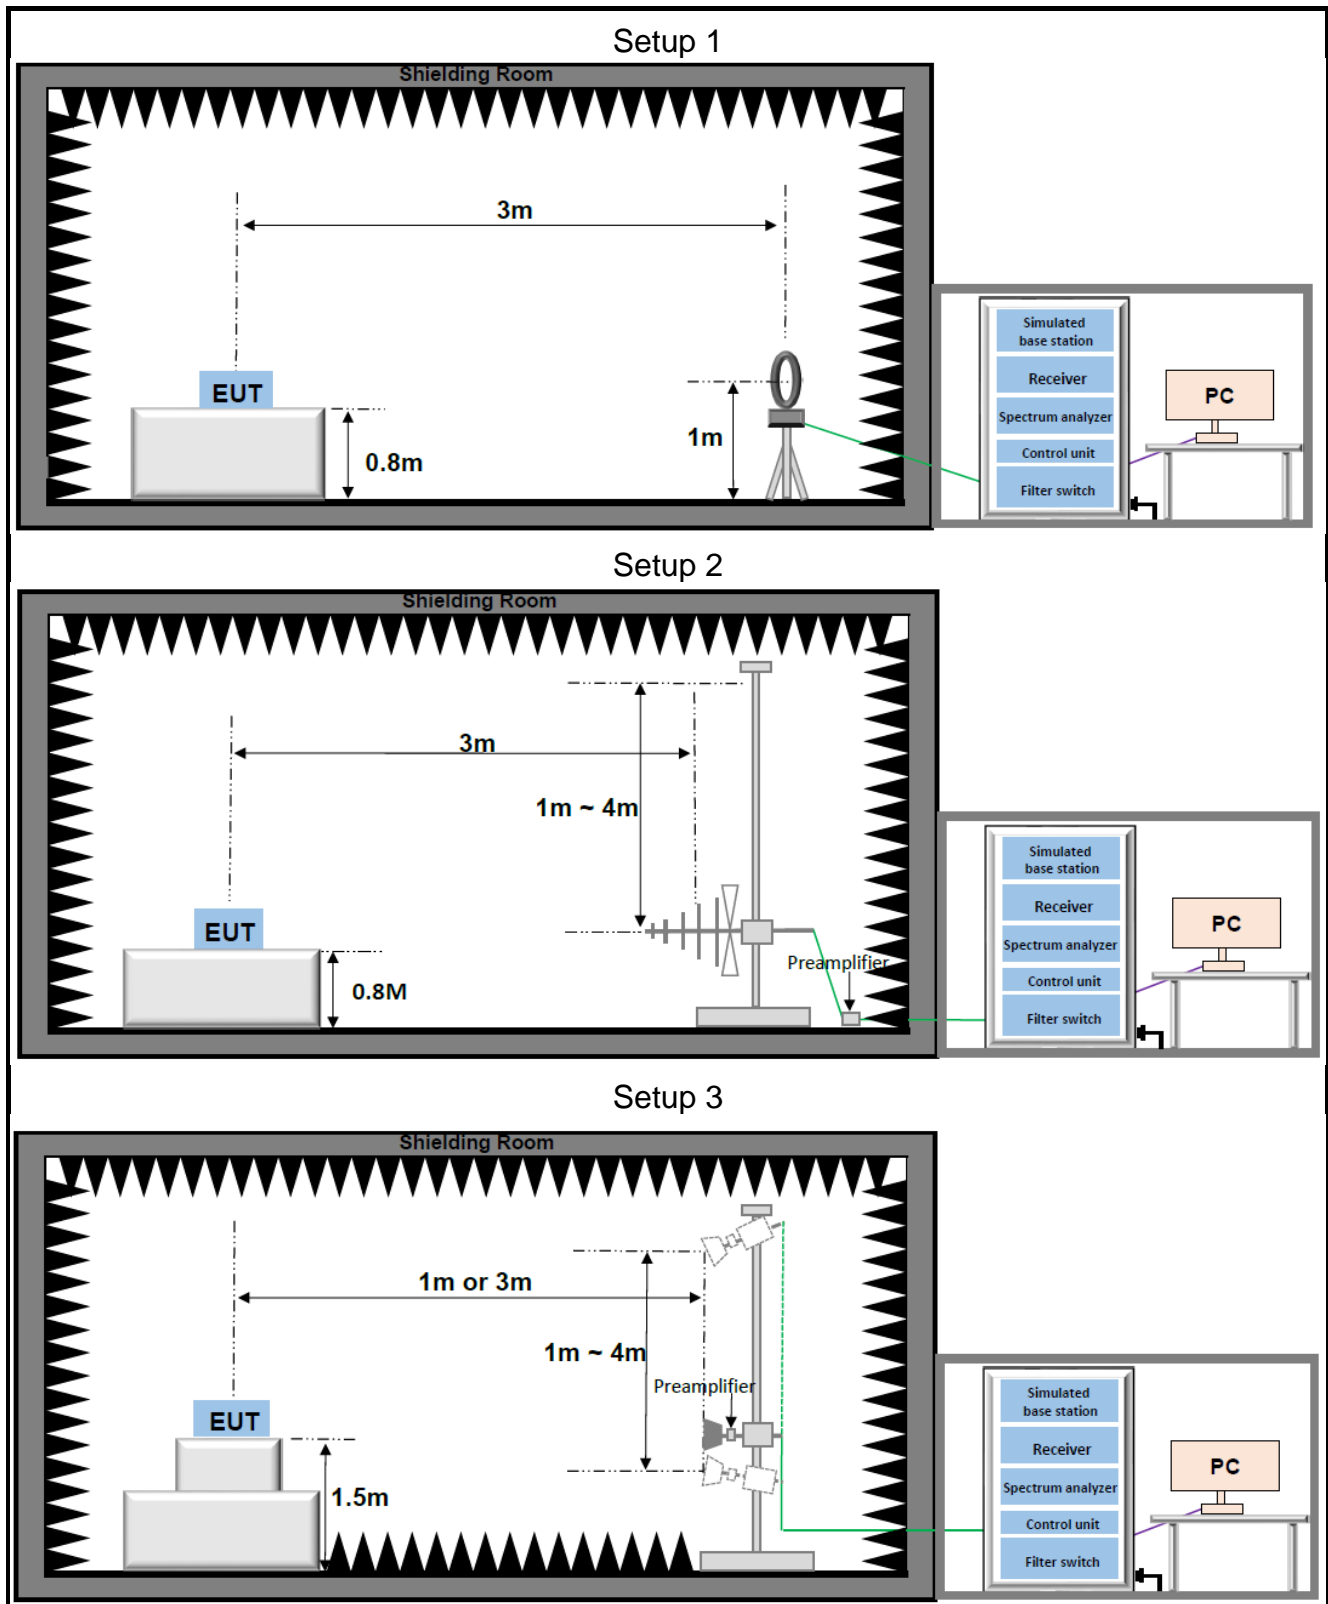 Setup 1
Shielding Room
3m
EUT
0.8m
1m
Simulated
base station
Receiver
Spectrum analyzer
Control unit
Filter switch
PC
Setup 2
Shielding Room
3m
1m ~ 4m
EUT
0.8M
Preamplifier
Simulated
base station
Receiver
Spectrum analyzer
Control unit
Filter switch
PC
Setup 3
Shielding Room
1m or 3m
1m ~ 4m
Preamplifier
EUT
1.5m
Simulated
base station
Receiver
Spectrum analyzer
Control unit
Filter switch
PC